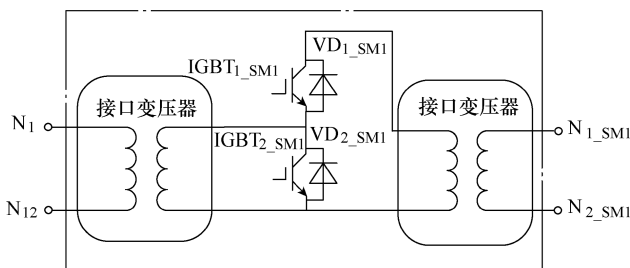 VD₁_SM1
IGBT₁_SM1
接口变压器
接口变压器
N₁
VD₂_SM1
N₁_SM1
IGBT₂_SM1
N₁₂
N₂_SM1